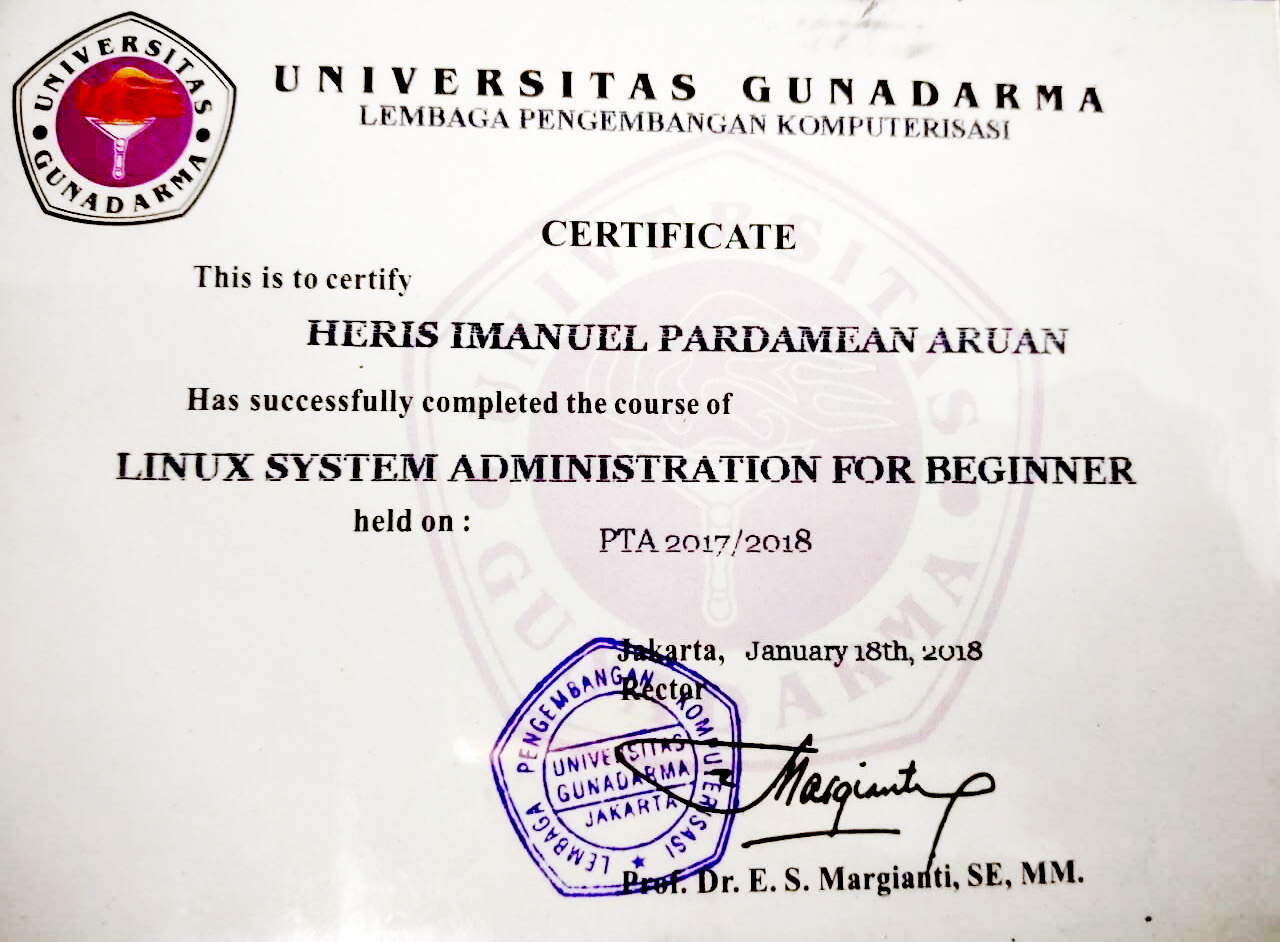 UNIVERSITAS GUNADARMA
UNIVERSITAS GUNADARMA
LEMBAGA PENGEMBANGAN KOMPUTERISASI
CERTIFICATE
This is to certify
HERIS IMANUEL PARDAMEAN ARUAN
Has successfully completed the course of
LINUX SYSTEM ADMINISTRATION FOR BEGINNER
held on :
PTA 2017/2018
UNIVERSITAS GUNADARMA
Jakarta, January 18th, 2018
Rector
LEMBAGA PENGEMBANGAN KOMPUTERISASI
UNIVERSITAS
GUNADARMA
JAKARTA
Margianti
Prof. Dr. E. S. Margianti, SE, MM.